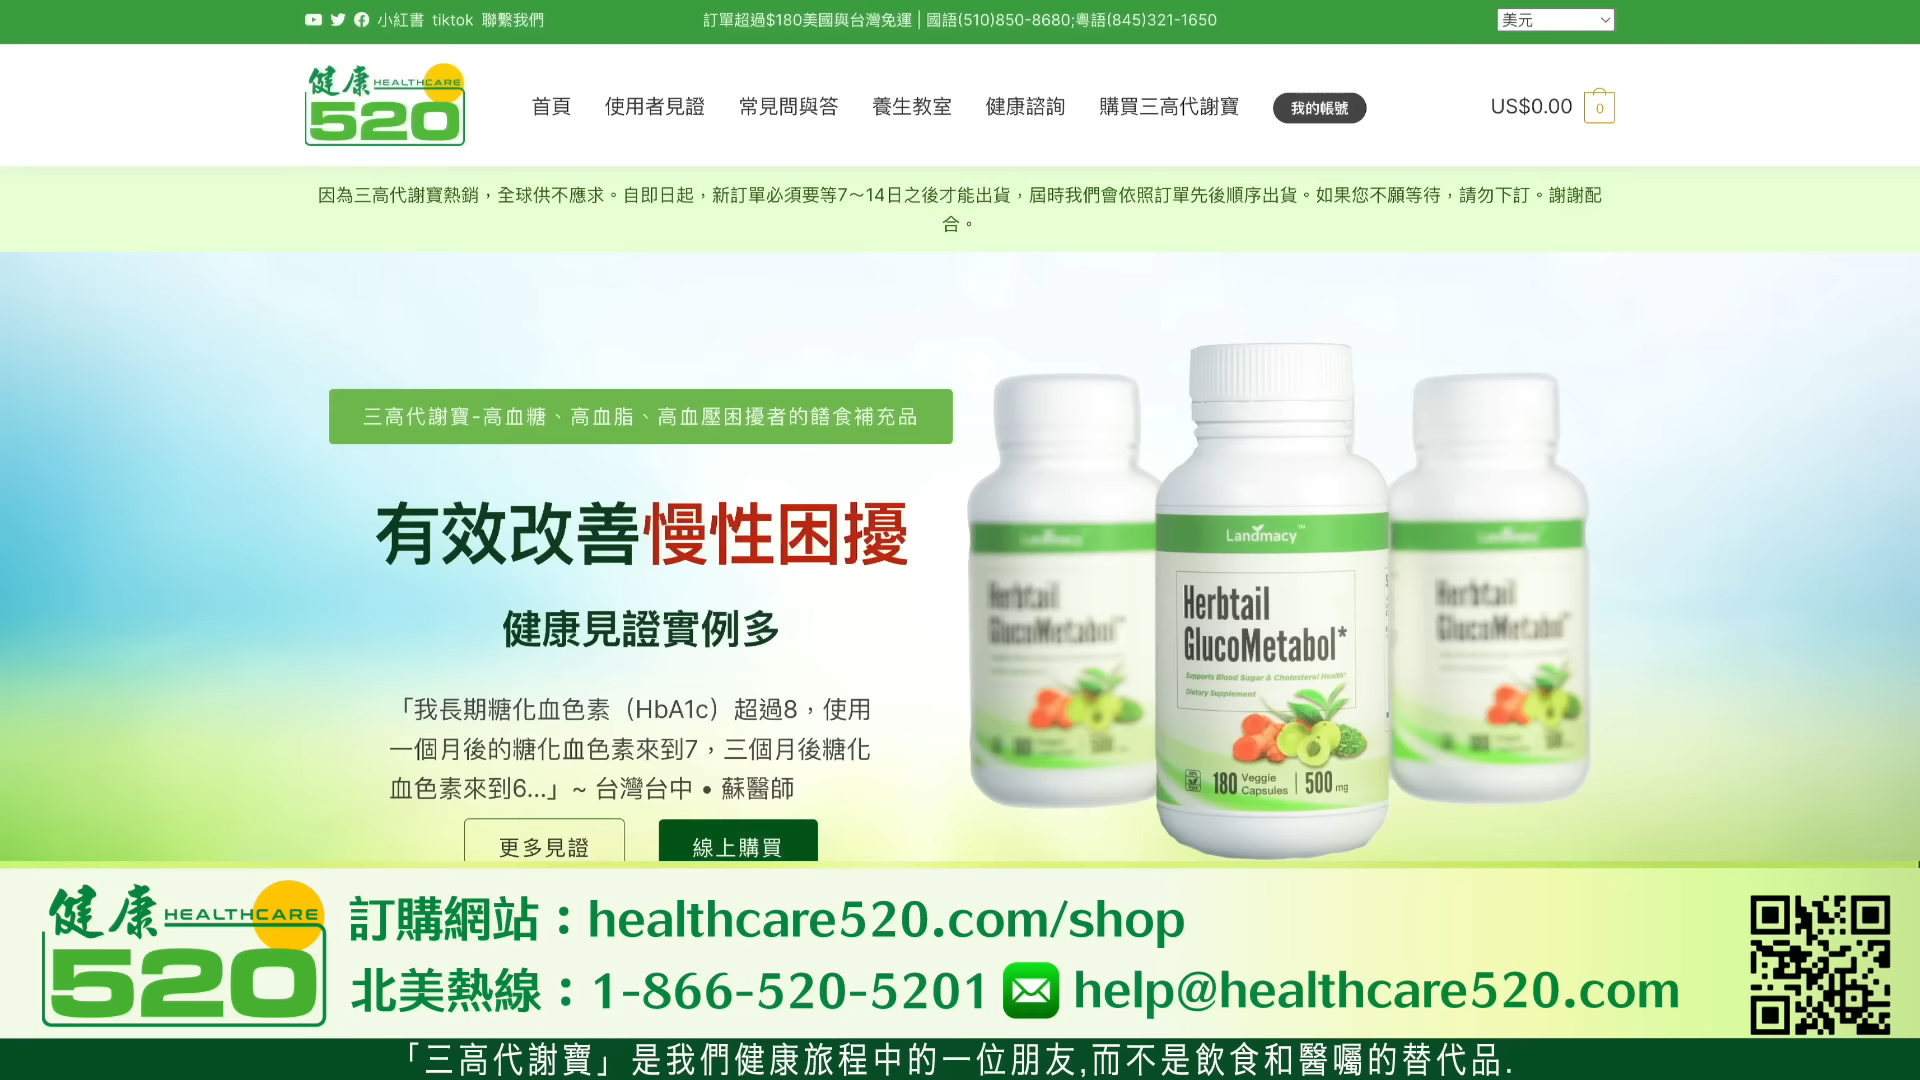 小紅書 tiktok 聯繫我們
訂單超過$180美國與台灣免運 | 國語(510)850-8680;粵語(845)321-1650
美元
健康 HEALTHCARE
520
首頁 使用者見證 常見問與答 養生教室 健康諮詢 購買三高代謝寶 我的帳號
US$0.00 0
因為三高代謝寶熱銷，全球供不應求。自即日起，新訂單必須要等7～14日之後才能出貨，屆時我們會依照訂單先後順序出貨。如果您不願等待，請勿下訂。謝謝配
合。
三高代謝寶-高血糖、高血脂、高血壓困擾者的饍食補充品
有效改善慢性困擾
健康見證實例多
「我長期糖化血色素（HbA1c）超過8，使用
一個月後的糖化血色素來到7，三個月後糖化
血色素來到6...」~ 台灣台中 • 蘇醫師
更多見證 線上購買
Landmacy™
Herbtail
GlucoMetabol*
Supports Blood Sugar & Cholesterol Health*
Dietary Supplement
180 Veggie Capsules | 500 mg
Herbtail
GlucoMetabol
Herbtail
GlucoMetabol
健康 HEALTHCARE
520
訂購網站：healthcare520.com/shop
北美熱線：1-866-520-5201 help@healthcare520.com
「三高代謝寶」是我們健康旅程中的一位朋友,而不是飲食和醫囑的替代品.